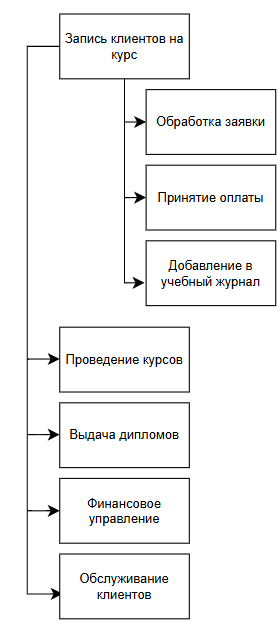 Запись клиентов на
курс
Обработка заявки
Принятие оплаты
Добавление в
учебный журнал
Проведение курсов
Выдача дипломов
Финансовое
управление
Обслуживание
клиентов